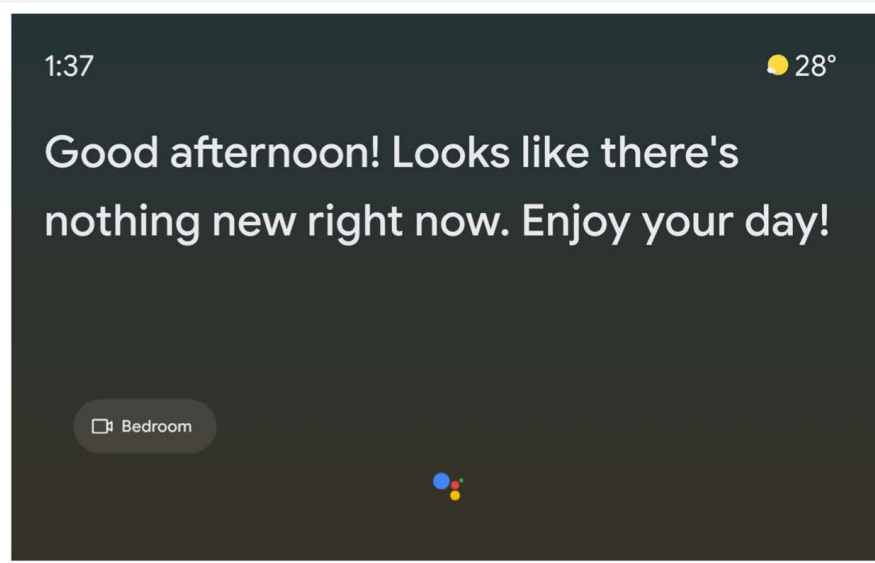 1:37
28°
Good afternoon! Looks like there's
nothing new right now. Enjoy your day!
Bedroom